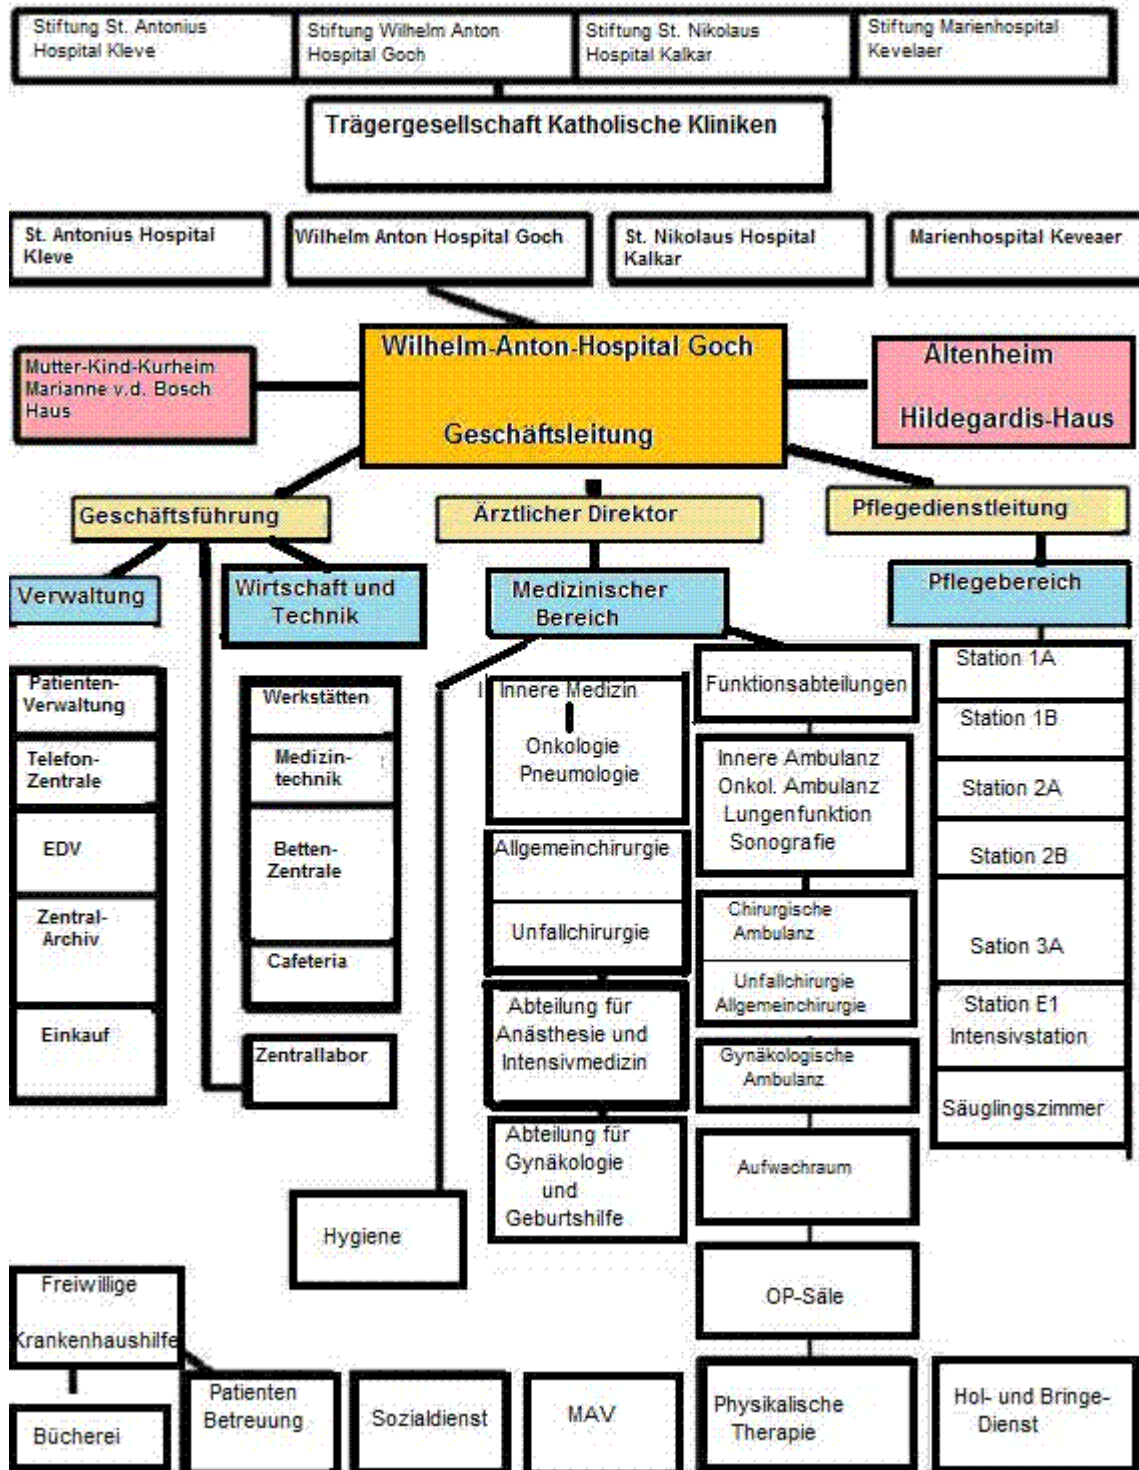 Stiftung St. Antonius
Hospital Kleve
Stiftung Wilhelm Anton
Hospital Goch
Stiftung St. Nikolaus
Hospital Kalkar
Stiftung Marienhospital
Kevelaer
Trägergesellschaft Katholische Kliniken
St. Antonius Hospital
Kleve
Wilhelm Anton Hospital Goch
St. Nikolaus Hospital
Kalkar
Marienhospital Keveaer
Mutter-Kind-Kurheim
Marianne v.d. Bosch
Haus
Wilhelm-Anton-Hospital Goch
Geschäftsleitung
Altenheim
Hildegardis-Haus
Geschäftsführung
Ärztlicher Direktor
Pflegedienstleitung
Verwaltung
Wirtschaft und
Technik
Medizinischer
Bereich
Pflegebereich
Patienten-
Verwaltung
Telefon-
Zentrale
EDV
Zentral-
Archiv
Einkauf
Werkstätten
Medizin-
technik
Betten-
Zentrale
Cafeteria
Zentrallabor
Hygiene
Innere Medizin
Onkologie
Pneumologie
Allgemeinchirurgie
Unfallchirurgie
Abteilung für
Anästhesie und
Intensivmedizin
Abteilung für
Gynäkologie
und
Geburtshilfe
Funktionsabteilungen
Innere Ambulanz
Onkol. Ambulanz
Lungenfunktion
Sonografie
Chirurgische
Ambulanz
Unfallchirurgie
Allgemeinchirurgie
Gynäkologische
Ambulanz
Aufwachraum
OP-Säle
Physikalische
Therapie
Station 1A
Station 1B
Station 2A
Station 2B
Sation 3A
Station E1
Intensivstation
Säuglingszimmer
Freiwillige
Krankenhaushilfe
Bücherei
Patienten
Betreuung
Sozialdienst
MAV
Hol- und Bringe-
Dienst